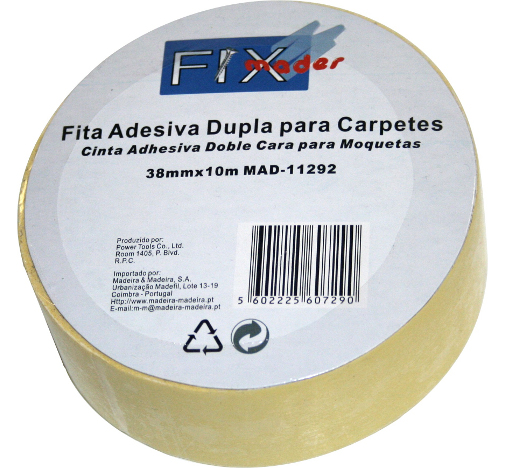 FIX
mader
Fita Adesiva Dupla para Carpetes
Cinta Adhesiva Doble Cara para Moquetas
38mmx10m MAD-11292
Produzido por:
Power Tools Co., Ltd.
Room 1405, P. Blvd.
R.P.C.
Importado por:
Madeira & Madeira, S.A.
Urbanização Madefil, Lote 13-19
Coimbra - Portugal
Http://www.madeira-madeira.pt
E-mail:m-m@madeira-madeira.pt
5 602225 607290